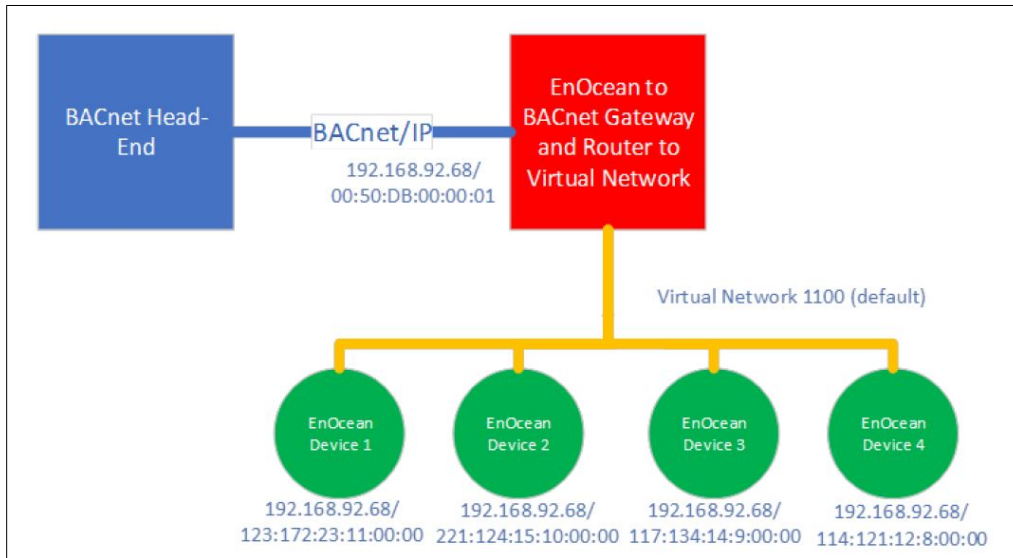 BACnet Head-
End
BACnet/IP
192.168.92.68/
00:50:DB:00:00:01
EnOcean to
BACnet Gateway
and Router to
Virtual Network
Virtual Network 1100 (default)
EnOcean
Device 1
EnOcean
Device 2
EnOcean
Device 3
EnOcean
Device 4
192.168.92.68/
123:172:23:11:00:00
192.168.92.68/
221:124:15:10:00:00
192.168.92.68/
117:134:14:9:00:00
192.168.92.68/
114:121:12:8:00:00